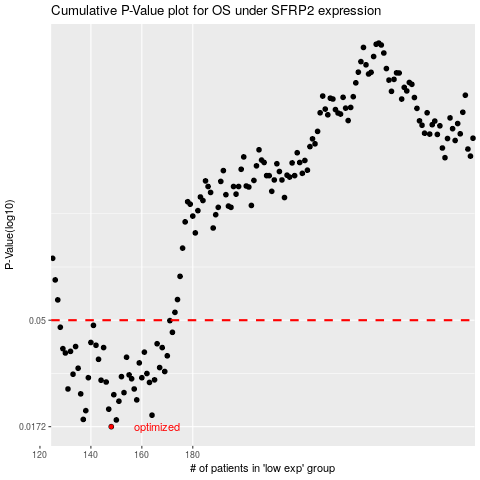 Cumulative P-Value plot for OS under SFRP2 expression
P-Value(log10)
0.05
0.0172
optimized
120 140 160 180
# of patients in 'low exp' group